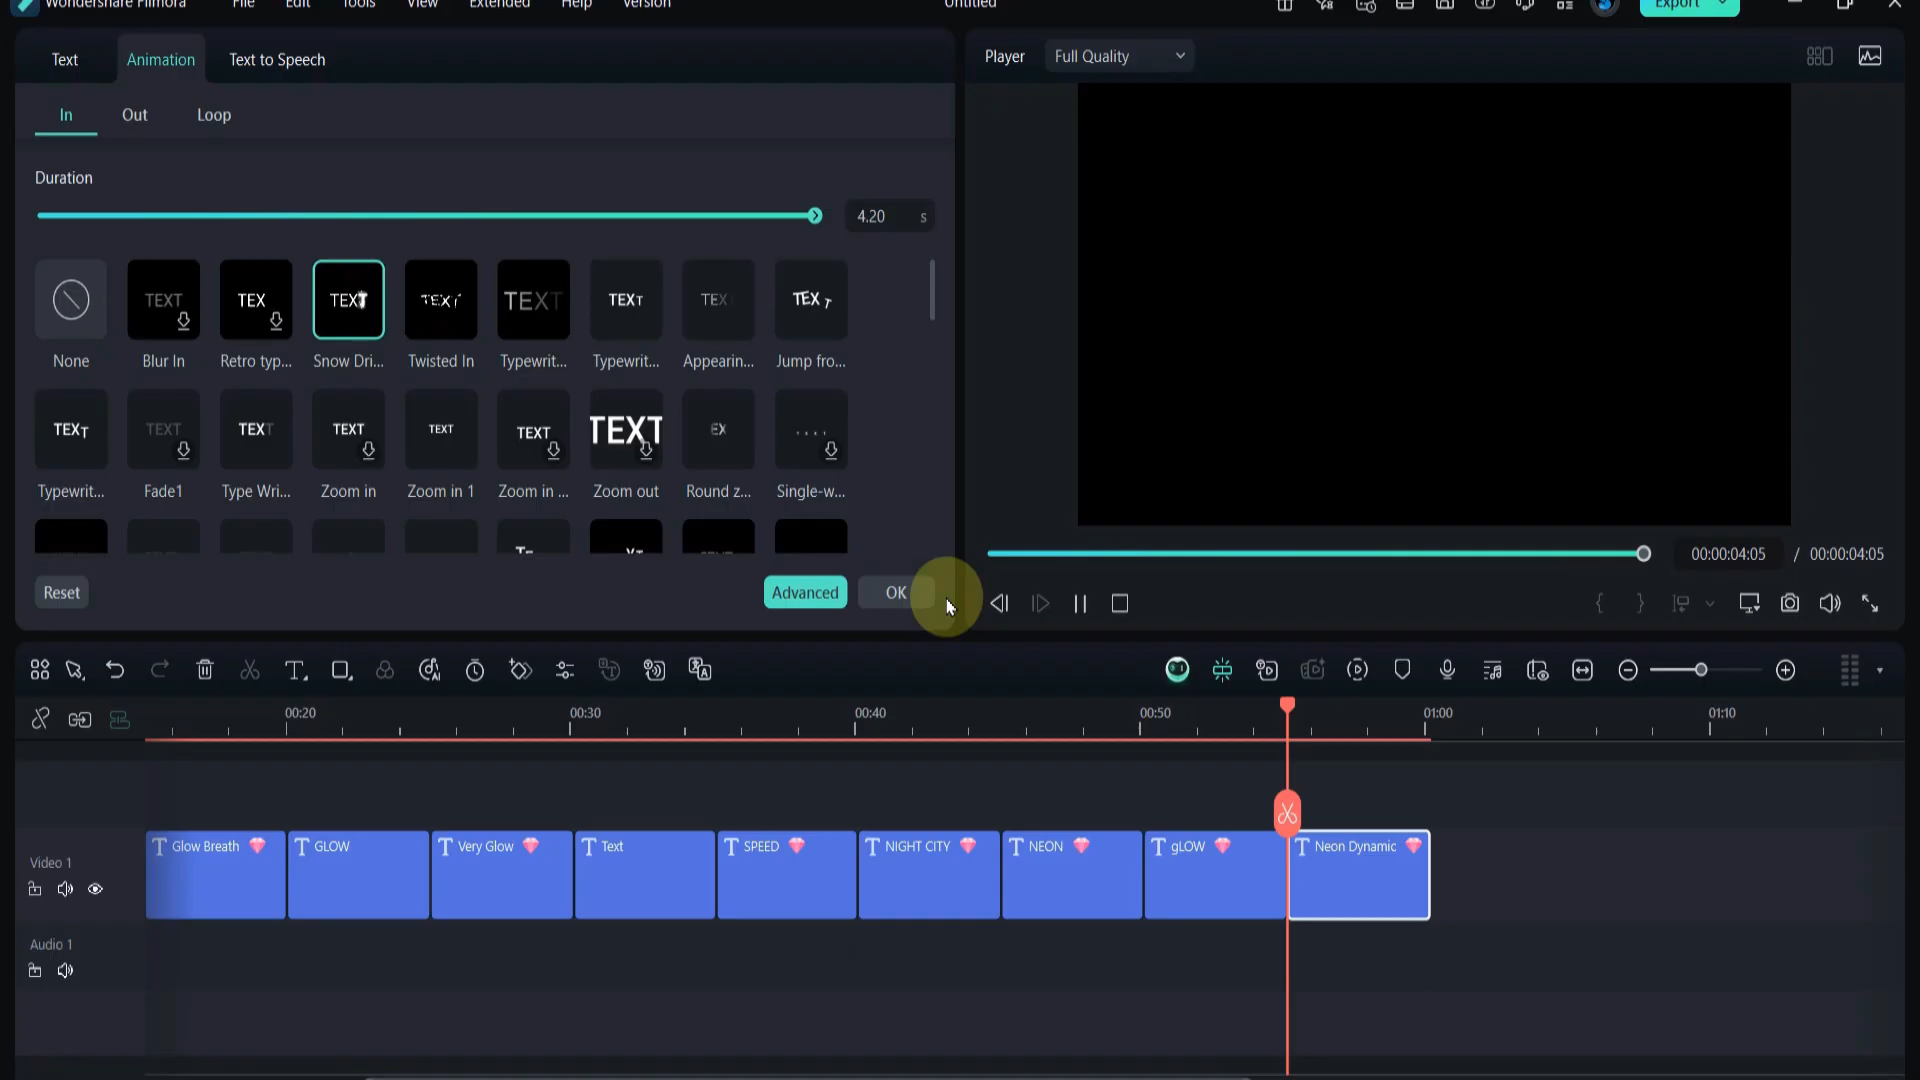 Wondershare Filmora File Edit Tools View Extended Help Version Untitled Export
Text Animation Text to Speech
Player Full Quality
In Out Loop
Duration
4.20 s
TEXT TEX TEXT TEXT TEXT TEXT TEX TEXT
None Blur In Retro typ... Snow Dri... Twisted In Typewrit... Typewrit... Appearin... Jump fro...
TEXT TEXT TEXT TEXT TEXT TEXT TEXT EX
Typewrit... Fade1 Type Wri... Zoom in Zoom in 1 Zoom in ... Zoom out Round z... Single-w...
00:00:04:05 / 00:00:04:05
Reset Advanced OK
00:20 00:30 00:40 00:50 01:00 01:10
Glow Breath GLOW Very Glow Text SPEED NIGHT CITY NEON gLOW Neon Dynamic
Video 1
Audio 1